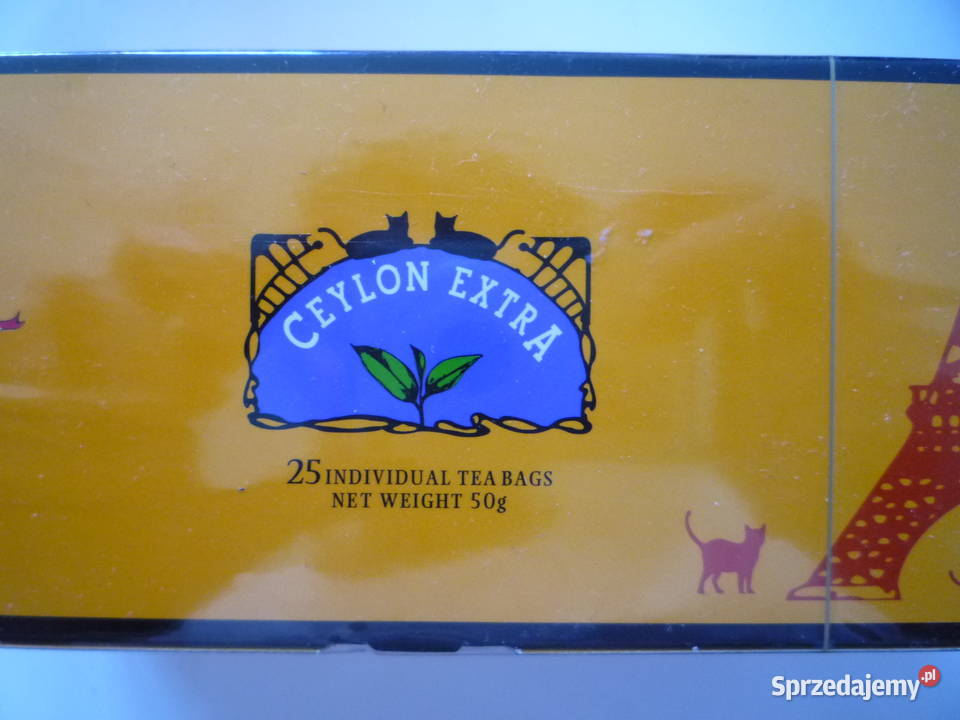 CEYLON EXTRA
25 INDIVIDUAL TEA BAGS
NET WEIGHT 50g
Sprzedajemy.pl